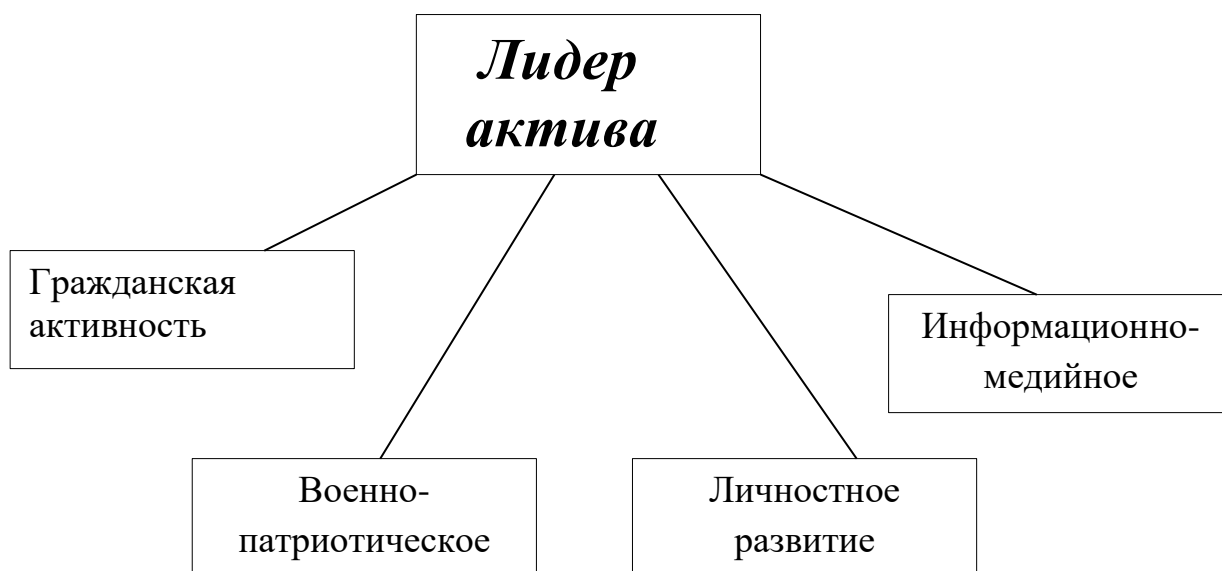 Лидер
актива
Гражданская
активность
Информационно-
медийное
Военно-
патриотическое
Личностное
развитие